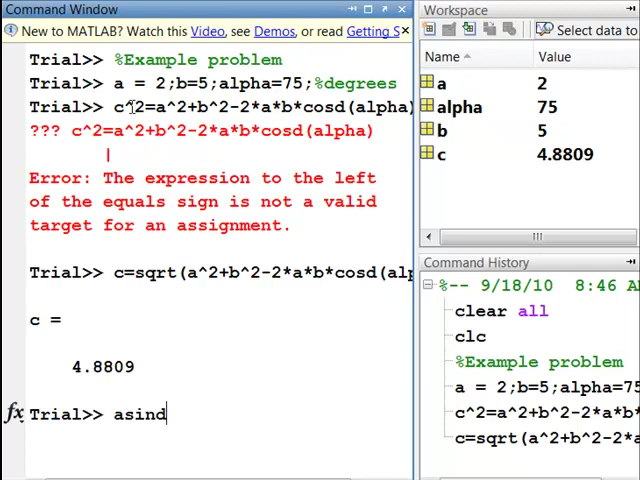 Command Window
New to MATLAB? Watch this Video, see Demos, or read Getting S
Trial>> %Example problem
Trial>> a = 2;b=5;alpha=75;%degrees
Trial>> c^2=a^2+b^2-2*a*b*cosd(alpha)
??? c^2=a^2+b^2-2*a*b*cosd(alpha)
|
Error: The expression to the left
of the equals sign is not a valid
target for an assignment.
Trial>> c=sqrt(a^2+b^2-2*a*b*cosd(alp
c =
4.8809
fx Trial>> asind
Workspace
Select data to
Name Value
a 2
alpha 75
b 5
c 4.8809
Command History
%-- 9/18/10 8:46 A
clear all
clc
%Example problem
a = 2;b=5;alpha=75
c^2=a^2+b^2-2*a*b
c=sqrt(a^2+b^2-2*a